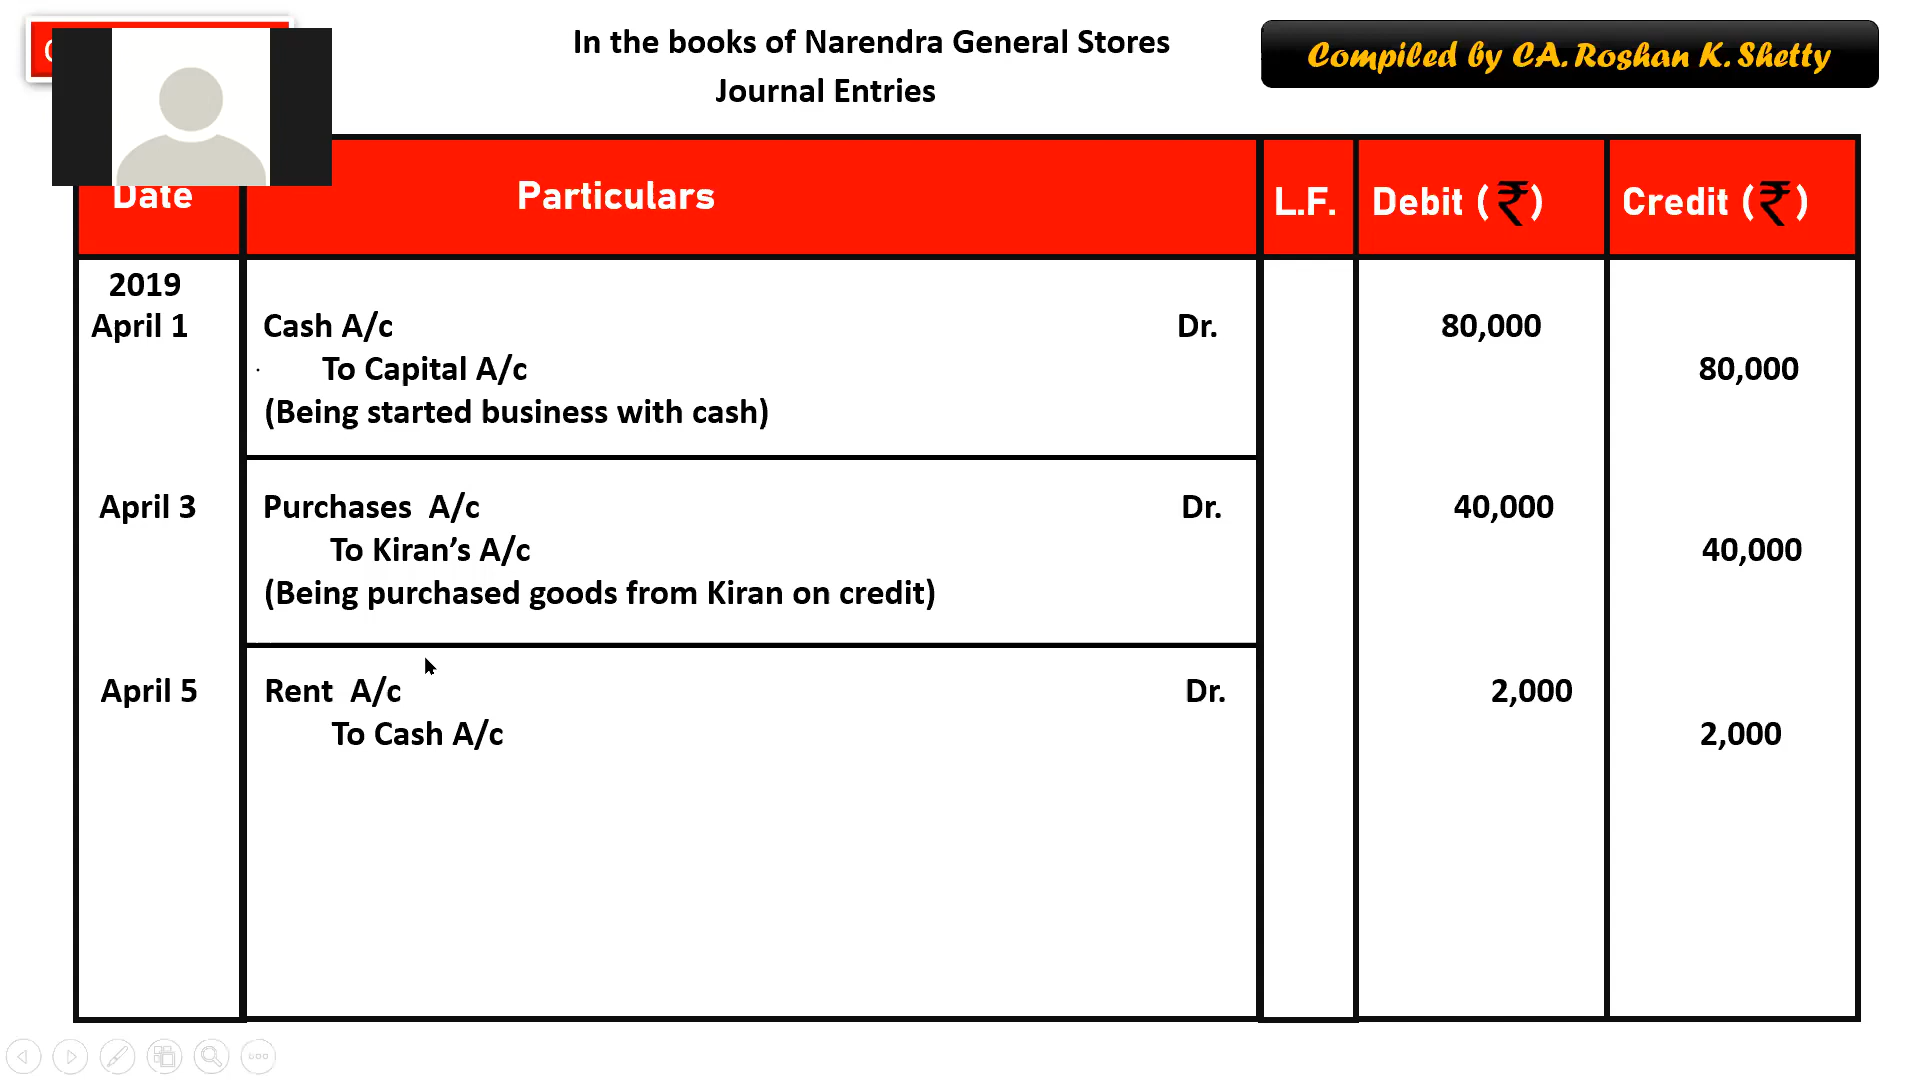 In the books of Narendra General Stores
Journal Entries
Compiled by CA. Roshan K. Shetty
Date Particulars L.F. Debit (₹) Credit (₹)
2019
April 1 Cash A/c Dr. 80,000
To Capital A/c 80,000
(Being started business with cash)
April 3 Purchases A/c Dr. 40,000
To Kiran’s A/c 40,000
(Being purchased goods from Kiran on credit)
April 5 Rent A/c Dr. 2,000
To Cash A/c 2,000